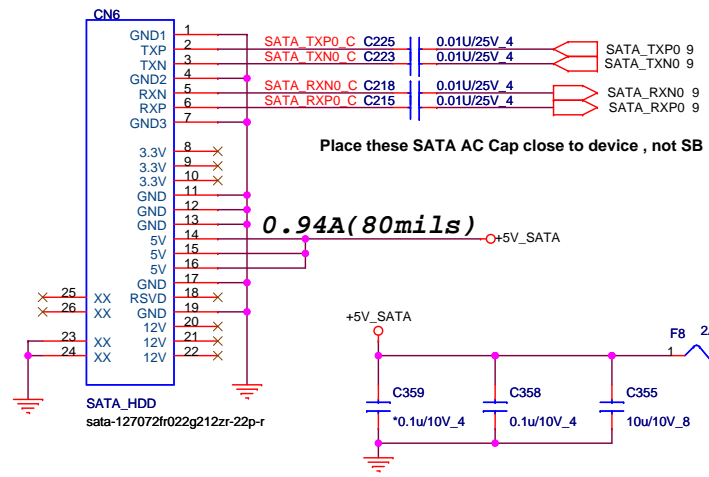 CN6
GND1 1
TXP 2 SATA_TXP0_C C225 0.01U/25V_4 SATA_TXP0 9
TXN 3 SATA_TXN0_C C223 0.01U/25V_4 SATA_TXN0 9
GND2 4
RXN 5 SATA_RXN0_C C218 0.01U/25V_4 SATA_RXN0 9
RXP 6 SATA_RXP0_C C215 0.01U/25V_4 SATA_RXP0 9
GND3 7
Place these SATA AC Cap close to device , not SB
3.3V 8
3.3V 9
3.3V 10
GND 11
GND 12
GND 13
0.94A(80mils)
5V 14 +5V_SATA
5V 15
5V 16
GND 17
25 XX RSVD 18
26 XX GND 19
12V 20
23 XX 12V 21
24 XX 12V 22
SATA_HDD
sata-127072fr022g212zr-22p-r
+5V_SATA
F8
1
C359 C358 C355
*0.1u/10V_4 0.1u/10V_4 10u/10V_8